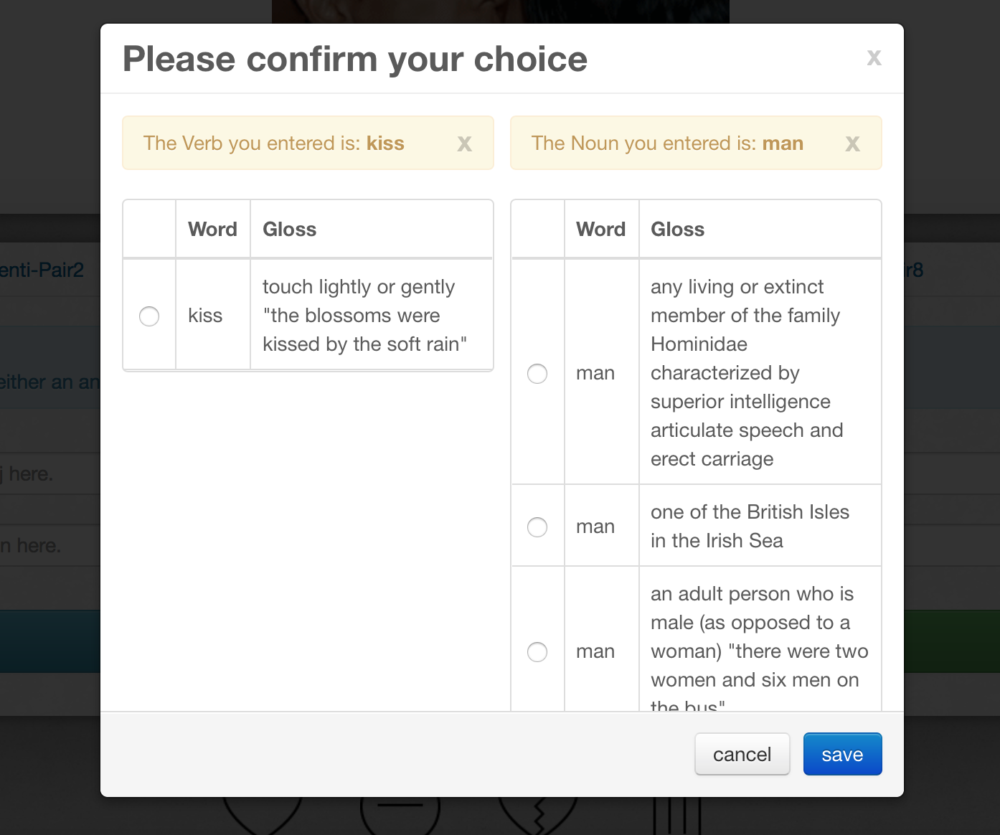 Please confirm your choice
x
The Verb you entered is: kiss
x
The Noun you entered is: man
x
Word
Gloss
kiss
touch lightly or gently
"the blossoms were
kissed by the soft rain"
Word
Gloss
man
any living or extinct
member of the family
Hominidae
characterized by
superior intelligence
articulate speech and
erect carriage
man
one of the British Isles
in the Irish Sea
man
an adult person who is
male (as opposed to a
woman) "there were two
women and six men on
the bus"
cancel
save
enti-Pair2
either an an
j here.
n here.
ir8